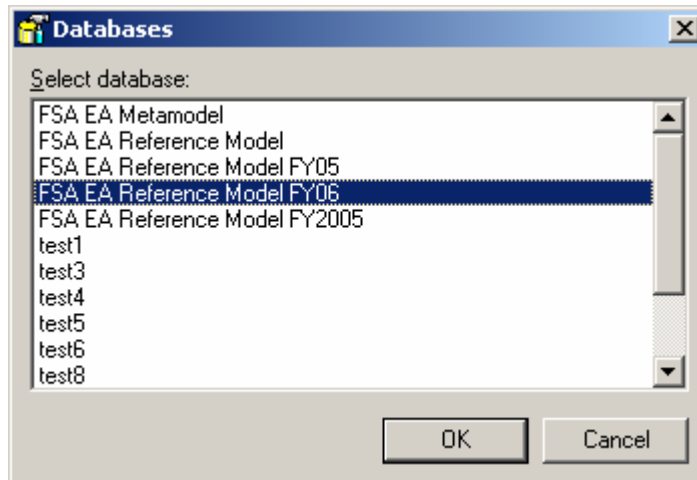 Databases
Select database:
FSA EA Metamodel
FSA EA Reference Model
FSA EA Reference Model FY05
FSA EA Reference Model FY06
FSA EA Reference Model FY2005
test1
test3
test4
test5
test6
test8
OK Cancel